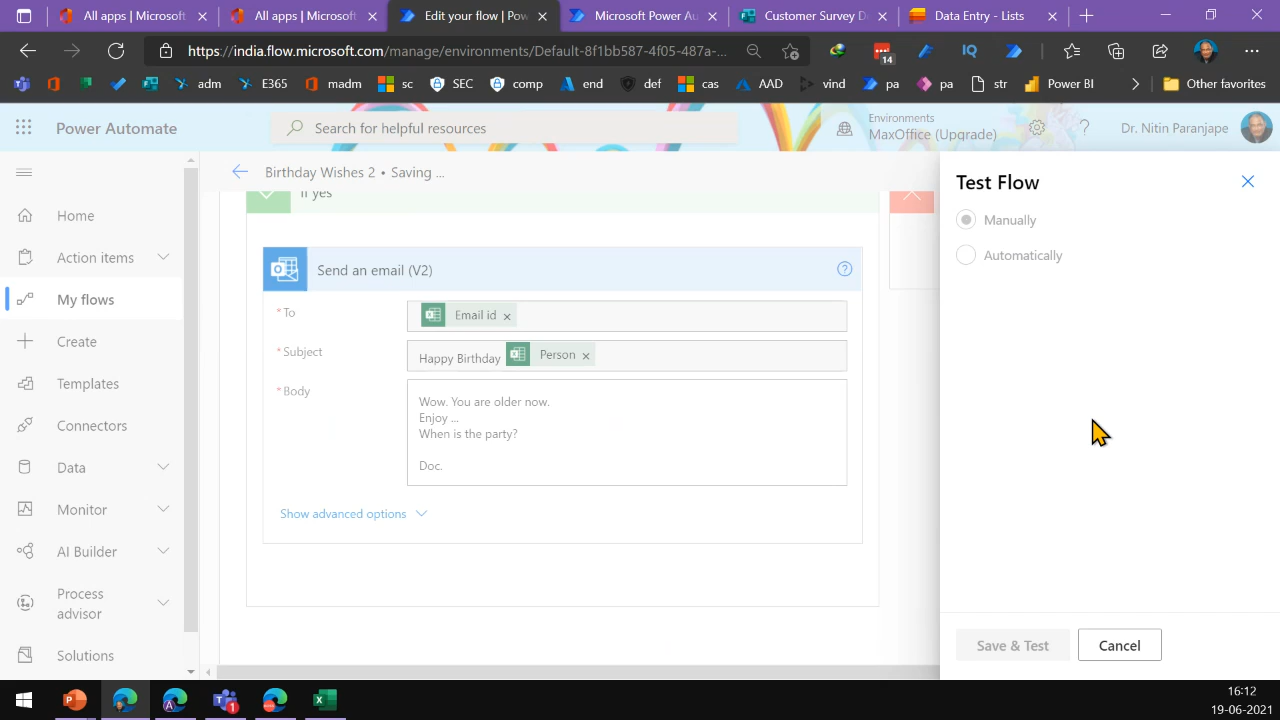 All apps | Microsoft
All apps | Microsoft
Edit your flow | Pow
Microsoft Power Au
Customer Survey D
Data Entry - Lists
https://india.flow.microsoft.com/manage/environments/Default-8f1bb587-4f05-487a-...
14
IQ
adm
E365
madm
sc
SEC
comp
end
def
cas
AAD
vind
pa
pa
str
Power BI
Other favorites
Power Automate
Search for helpful resources
Environments
MaxOffice (Upgrade)
Dr. Nitin Paranjape
Birthday Wishes 2 • Saving ...
Home
Action items
My flows
Create
Templates
Connectors
Data
Monitor
AI Builder
Process
advisor
Solutions
If yes
Send an email (V2)
* To
Email id ×
* Subject
Happy Birthday Person ×
* Body
Wow. You are older now.
Enjoy ...
When is the party?
Doc.
Show advanced options
Test Flow
Manually
Automatically
Save & Test
Cancel
1
16:12
19-06-2021